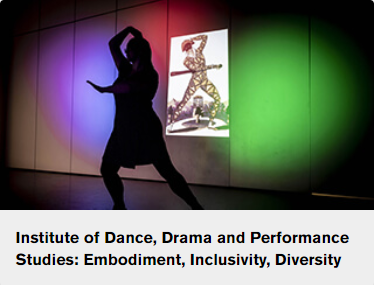 Institute of Dance, Drama and Performance
Studies: Embodiment, Inclusivity, Diversity